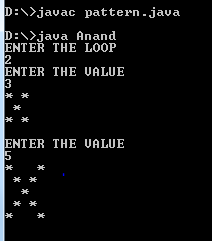 D:\>javac pattern.java
D:\>java Anand
ENTER THE LOOP
2
ENTER THE VALUE
3
* *
 *
* *
ENTER THE VALUE
5
*   *
 * *
  *
 * *
*   *